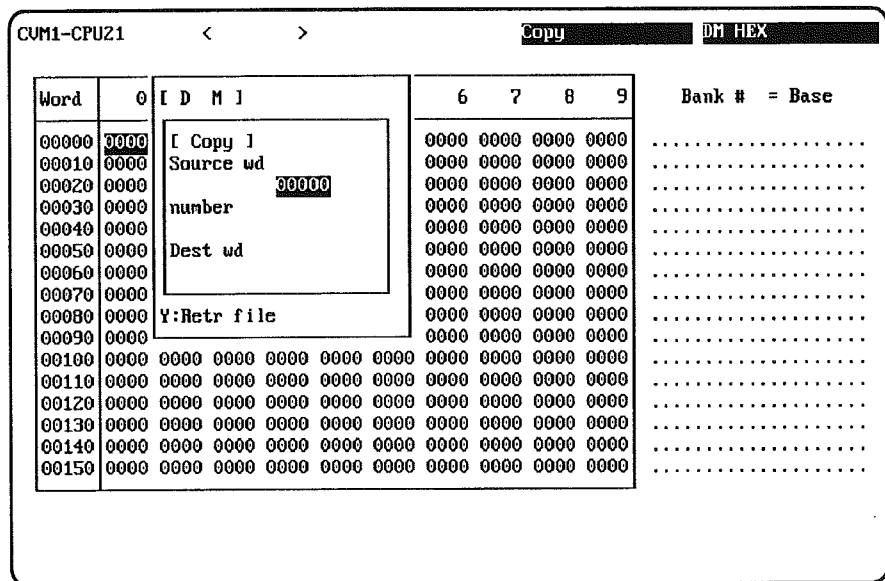 CVM1-CPU21 < > Copy DM HEX
Word 0 [ D M ] 6 7 8 9 Bank # = Base
00000 0000 [ Copy ] 0000 0000 0000 0000 ....................
00010 0000 Source wd 0000 0000 0000 0000 ....................
00020 0000 00000 0000 0000 0000 0000 ....................
00030 0000 number 0000 0000 0000 0000 ....................
00040 0000 0000 0000 0000 0000 ....................
00050 0000 Dest wd 0000 0000 0000 0000 ....................
00060 0000 0000 0000 0000 0000 ....................
00070 0000 0000 0000 0000 0000 ....................
00080 0000 Y:Retr file 0000 0000 0000 0000 ....................
00090 0000 0000 0000 0000 0000 ....................
00100 0000 0000 0000 0000 0000 0000 0000 0000 0000 0000 ....................
00110 0000 0000 0000 0000 0000 0000 0000 0000 0000 0000 ....................
00120 0000 0000 0000 0000 0000 0000 0000 0000 0000 0000 ....................
00130 0000 0000 0000 0000 0000 0000 0000 0000 0000 0000 ....................
00140 0000 0000 0000 0000 0000 0000 0000 0000 0000 0000 ....................
00150 0000 0000 0000 0000 0000 0000 0000 0000 0000 0000 ....................